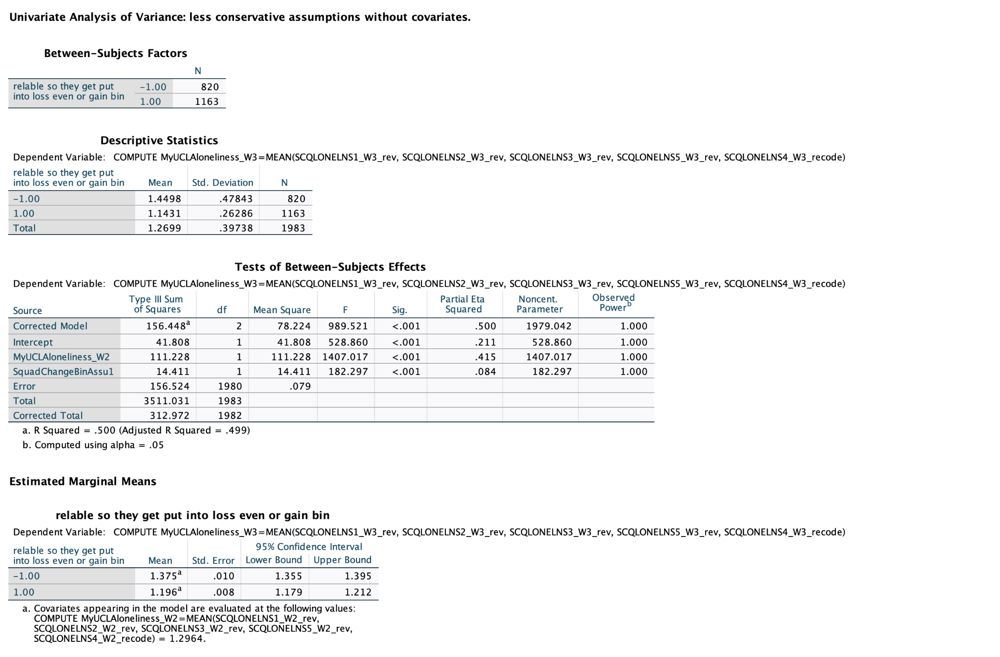 Univariate Analysis of Variance: less conservative assumptions without covariates.
Between-Subjects Factors
N
relable so they get put into loss even or gain bin -1.00 820
1.00 1163
Descriptive Statistics
Dependent Variable: COMPUTE MyUCLAloneliness_W3=MEAN(SCQLONELNS1_W3_rev, SCQLONELNS2_W3_rev, SCQLONELNS3_W3_rev, SCQLONELNS5_W3_rev, SCQLONELNS4_W3_recode)
relable so they get put
into loss even or gain bin Mean Std. Deviation N
-1.00 1.4498 .47843 820
1.00 1.1431 .26286 1163
Total 1.2699 .39738 1983
Tests of Between-Subjects Effects
Dependent Variable: COMPUTE MyUCLAloneliness_W3=MEAN(SCQLONELNS1_W3_rev, SCQLONELNS2_W3_rev, SCQLONELNS3_W3_rev, SCQLONELNS5_W3_rev, SCQLONELNS4_W3_recode)
Source Type III Sum of Squares df Mean Square F Sig. Partial Eta Squared Noncent. Parameter Observed Power^b
Corrected Model 156.448^a 2 78.224 989.521 <.001 .500 1979.042 1.000
Intercept 41.808 1 41.808 528.860 <.001 .211 528.860 1.000
MyUCLAloneliness_W2 111.228 1 111.228 1407.017 <.001 .415 1407.017 1.000
SquadChangeBinAssu1 14.411 1 14.411 182.297 <.001 .084 182.297 1.000
Error 156.524 1980 .079
Total 3511.031 1983
Corrected Total 312.972 1982
a. R Squared = .500 (Adjusted R Squared = .499)
b. Computed using alpha = .05
Estimated Marginal Means
relable so they get put into loss even or gain bin
Dependent Variable: COMPUTE MyUCLAloneliness_W3=MEAN(SCQLONELNS1_W3_rev, SCQLONELNS2_W3_rev, SCQLONELNS3_W3_rev, SCQLONELNS5_W3_rev, SCQLONELNS4_W3_recode)
95% Confidence Interval
relable so they get put
into loss even or gain bin Mean Std. Error Lower Bound Upper Bound
-1.00 1.375^a .010 1.355 1.395
1.00 1.196^a .008 1.179 1.212
a. Covariates appearing in the model are evaluated at the following values:
COMPUTE MyUCLAloneliness_W2=MEAN(SCQLONELNS1_W2_rev,
SCQLONELNS2_W2_rev, SCQLONELNS3_W2_rev, SCQLONELNS5_W2_rev,
SCQLONELNS4_W2_recode) = 1.2964.